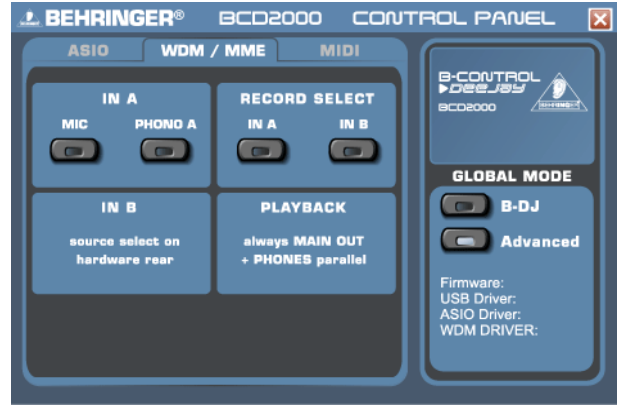 BEHRINGER® BCD2000 CONTROL PANEL
ASIO WDM / MME MIDI
IN A
MIC PHONO A
RECORD SELECT
IN A IN B
IN B
source select on
hardware rear
PLAYBACK
always MAIN OUT
+ PHONES parallel
B-CONTROL
DEEJAY
BCD2000
BEHRINGER
GLOBAL MODE
B-DJ
Advanced
Firmware:
USB Driver:
ASIO Driver:
WDM DRIVER: